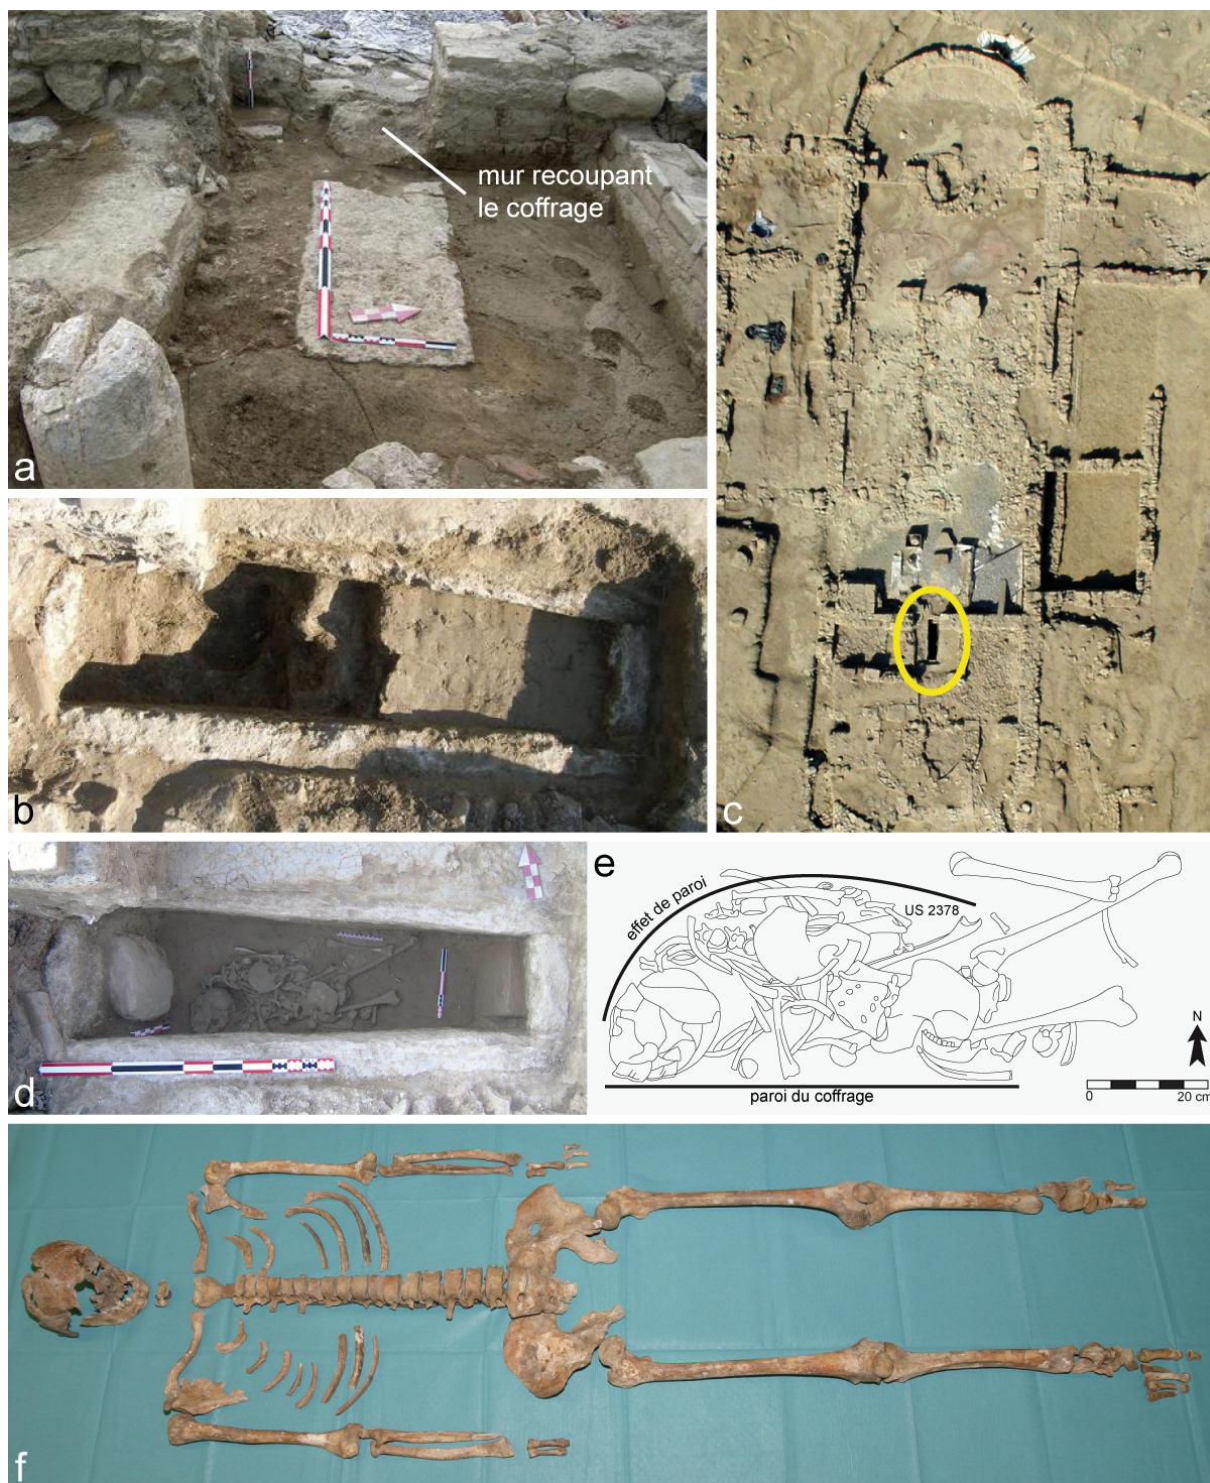 mur recoupant
le coffrage
a
b
c
d
e
effet de paroi
US 2378
N
paroi du coffrage
0
20 cm
f